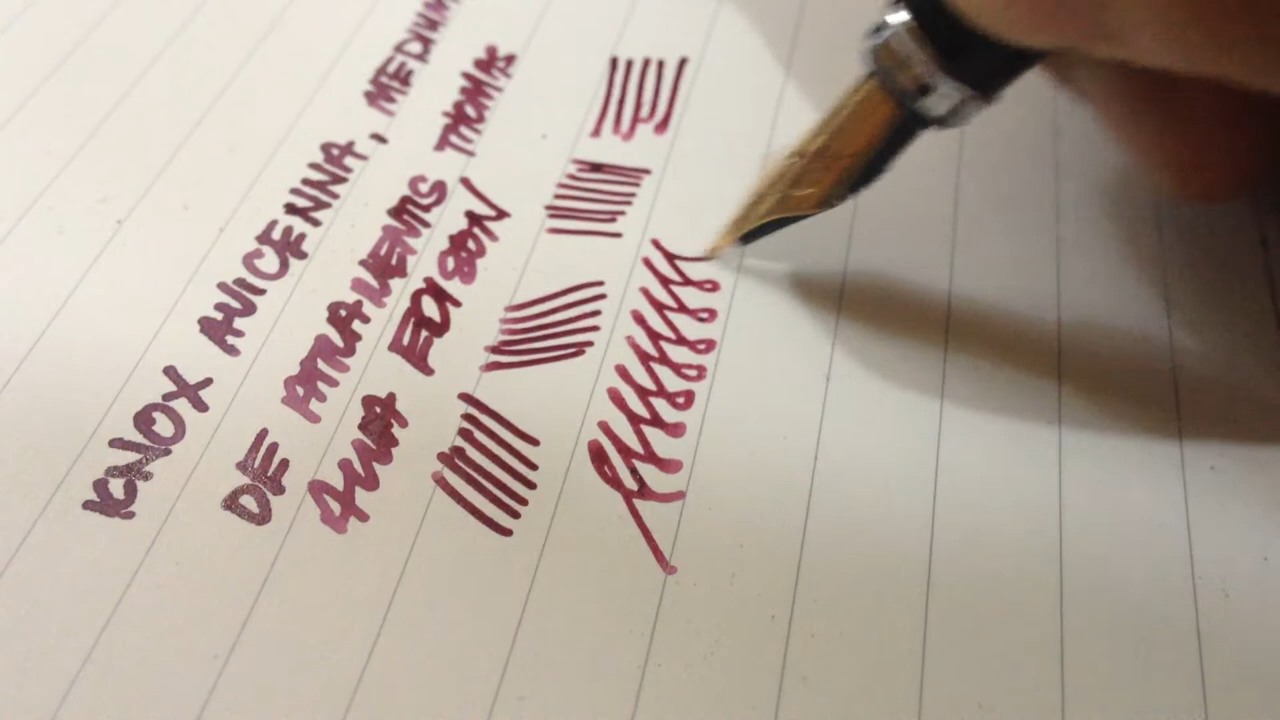 KNOX AVICENNA, MEDIUM
DE ATRAMENTIS THOMAS
ALVA EDISON